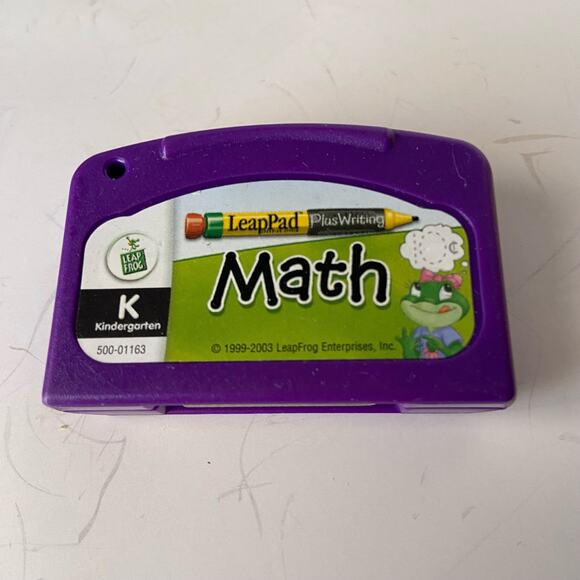 LeapPad PlusWriting
LEAP
FROG
Math
K
Kindergarten
500-01163
© 1999-2003 LeapFrog Enterprises, Inc.